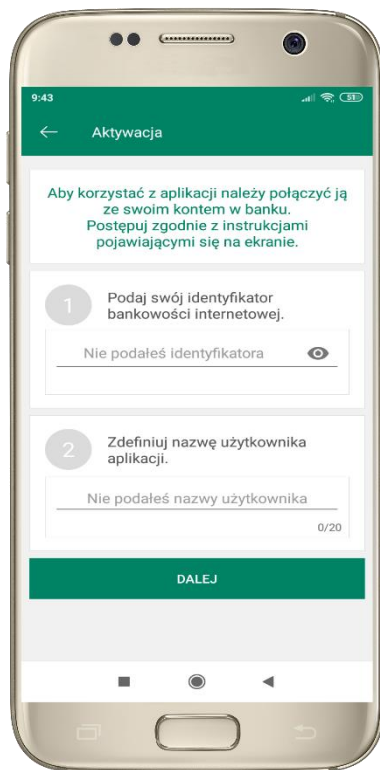 9:43
51
Aktywacja
Aby korzystać z aplikacji należy połączyć ją
ze swoim kontem w banku.
Postępuj zgodnie z instrukcjami
pojawiającymi się na ekranie.
1
Podaj swój identyfikator
bankowości internetowej.
Nie podałeś identyfikatora
2
Zdefiniuj nazwę użytkownika
aplikacji.
Nie podałeś nazwy użytkownika
0/20
DALEJ